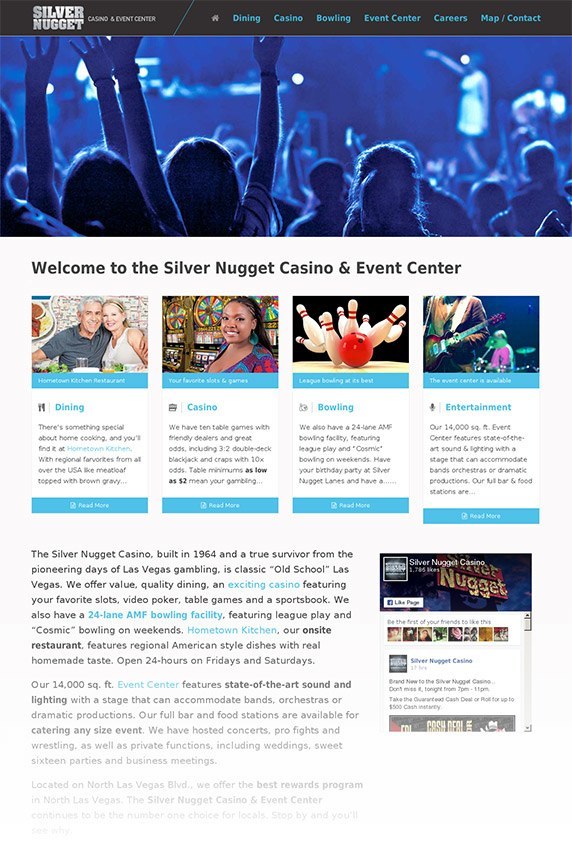 SILVER
NUGGET
CASINO & EVENT CENTER
Dining Casino Bowling Event Center Careers Map / Contact
Welcome to the Silver Nugget Casino & Event Center
Hometown Kitchen Restaurant
Dining
There's something special
about home cooking, and you'll
find it at Hometown Kitchen.
With regional farvorites from all
over the USA like meatloaf
topped with brown gravy...
Read More
Your favorite slots & games
Casino
We have ten table games with
friendly dealers and great
odds, including 3:2 double-deck
blackjack and craps with 10x
odds. Table minimums as low
as $2 mean your gambling...
Read More
League bowling at its best
Bowling
We also have a 24-lane AMF
bowling facility, featuring
league play and "Cosmic"
bowling on weekends. Have
your birthday party at Silver
Nugget Lanes and have a......
Read More
The event center is available
Entertainment
Our 14,000 sq. ft. Event
Center features state-of-the-
art sound & lighting with a
stage that can accommodate
bands orchestras or dramatic
productions. Our full bar & food
stations are...
Read More
The Silver Nugget Casino, built in 1964 and a true survivor from the
pioneering days of Las Vegas gambling, is classic “Old School” Las
Vegas. We offer value, quality dining, an exciting casino featuring
your favorite slots, video poker, table games and a sportsbook. We
also have a 24-lane AMF bowling facility, featuring league play and
“Cosmic” bowling on weekends. Hometown Kitchen, our onsite
restaurant, features regional American style dishes with real
homemade taste. Open 24-hours on Fridays and Saturdays.
Our 14,000 sq. ft. Event Center features state-of-the-art sound and
lighting with a stage that can accommodate bands, orchestras or
dramatic productions. Our full bar and food stations are available for
catering any size event. We have hosted concerts, pro fights and
wrestling, as well as private functions, including weddings, sweet
sixteen parties and business meetings.
Located on North Las Vegas Blvd., we offer the best rewards program
in North Las Vegas. The Silver Nugget Casino & Event Center
continues to be the number one choice for locals. Stop by and you'll
see why.
Silver Nugget Casino
1,786 likes
Nugget
Like Page
Be the first of your friends to like this
Silver Nugget Casino
17 hrs
Brand New to the Silver Nugget Casino...
Don't miss it, tonight from 7pm - 11pm.
Take the Guaranteed Cash Deal or Roll for up to
$500 Cash instantly.
CASH DEAL